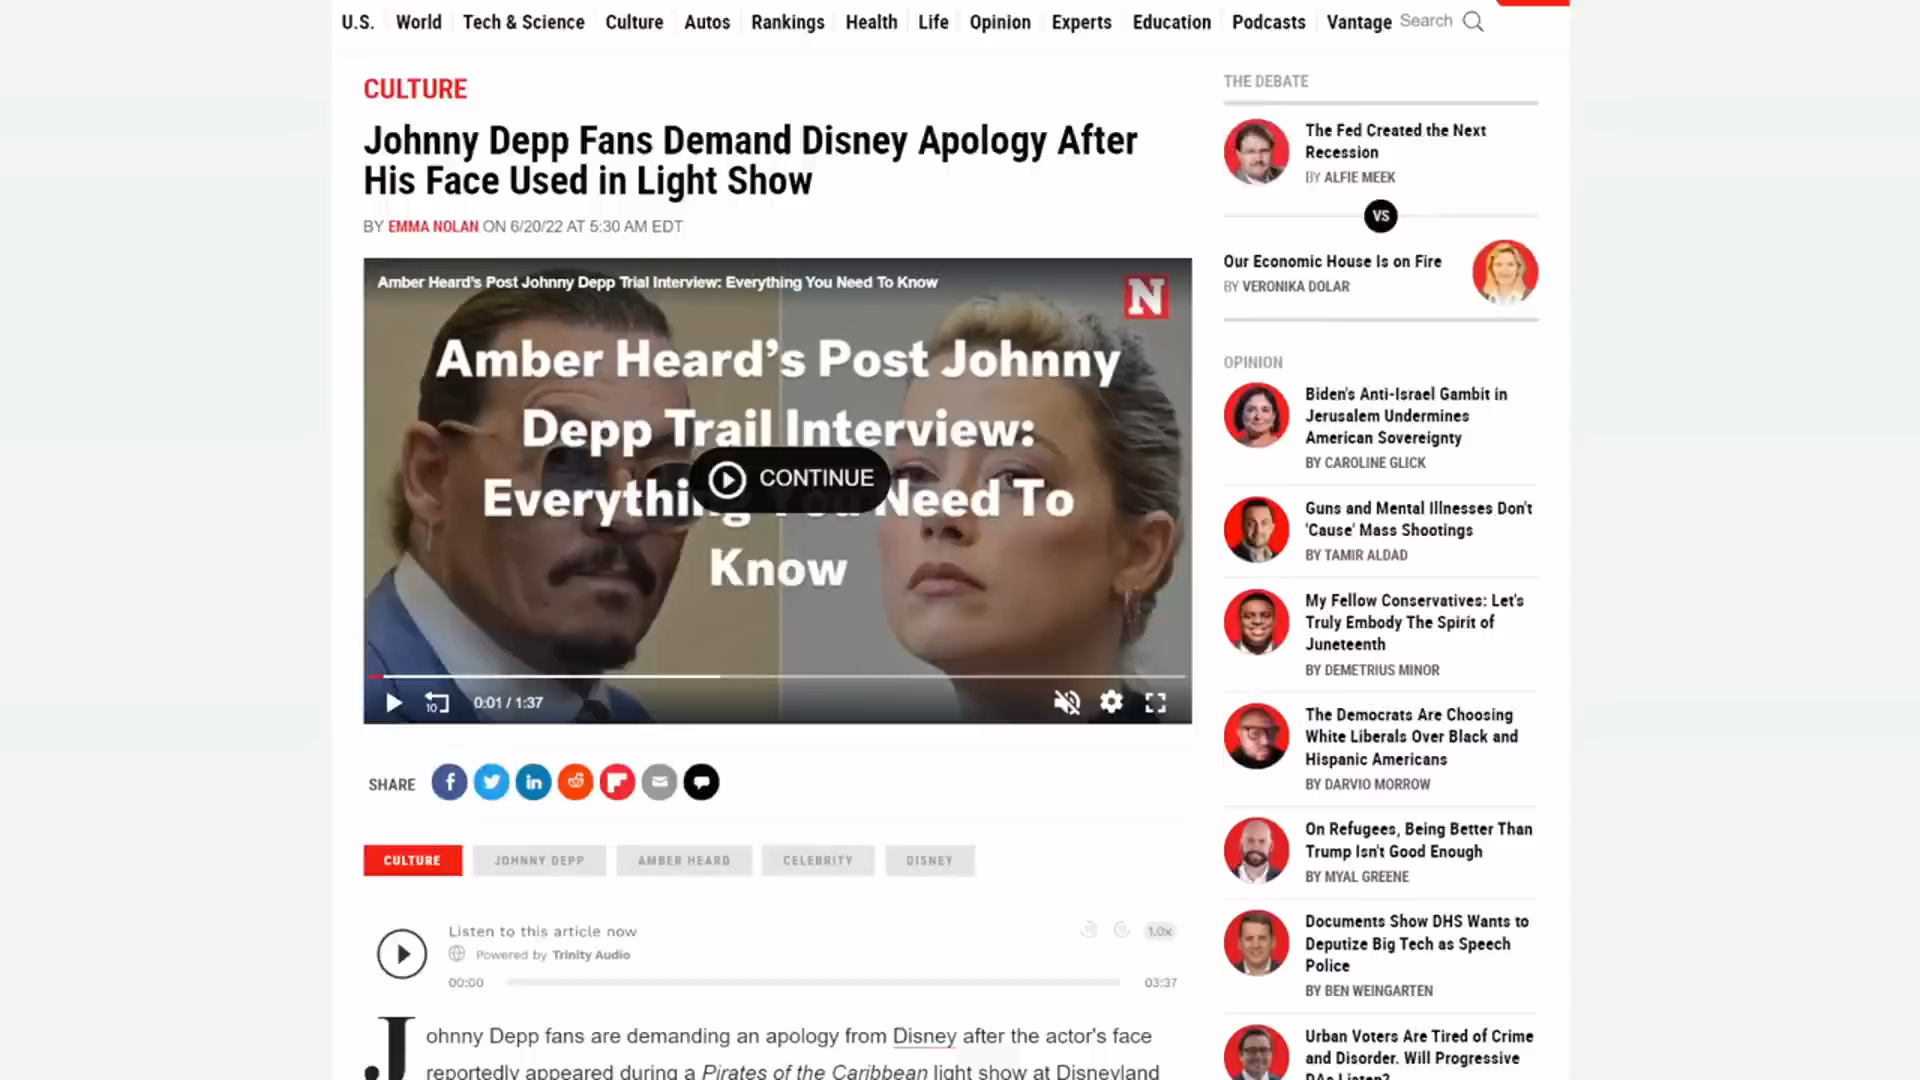 U.S. World Tech & Science Culture Autos Rankings Health Life Opinion Experts Education Podcasts Vantage Search
CULTURE
Johnny Depp Fans Demand Disney Apology After
His Face Used in Light Show
BY EMMA NOLAN ON 6/20/22 AT 5:30 AM EDT
Amber Heard's Post Johnny Depp Trial Interview: Everything You Need To Know
N
Amber Heard's Post Johnny
Depp Trail Interview:
Everything You Need To
Know
CONTINUE
10
0:01 / 1:37
SHARE
CULTURE JOHNNY DEPP AMBER HEARD CELEBRITY DISNEY
Listen to this article now
Powered by Trinity Audio
1.0x
00:00
03:37
Johnny Depp fans are demanding an apology from Disney after the actor's face
reportedly appeared during a Pirates of the Caribbean light show at Disneyland
THE DEBATE
The Fed Created the Next
Recession
BY ALFIE MEEK
VS
Our Economic House Is on Fire
BY VERONIKA DOLAR
OPINION
Biden's Anti-Israel Gambit in
Jerusalem Undermines
American Sovereignty
BY CAROLINE GLICK
Guns and Mental Illnesses Don't
'Cause' Mass Shootings
BY TAMIR ALDAD
My Fellow Conservatives: Let's
Truly Embody The Spirit of
Juneteenth
BY DEMETRIUS MINOR
The Democrats Are Choosing
White Liberals Over Black and
Hispanic Americans
BY DARVIO MORROW
On Refugees, Being Better Than
Trump Isn't Good Enough
BY MYAL GREENE
Documents Show DHS Wants to
Deputize Big Tech as Speech
Police
BY BEN WEINGARTEN
Urban Voters Are Tired of Crime
and Disorder. Will Progressive
DAs Listen?